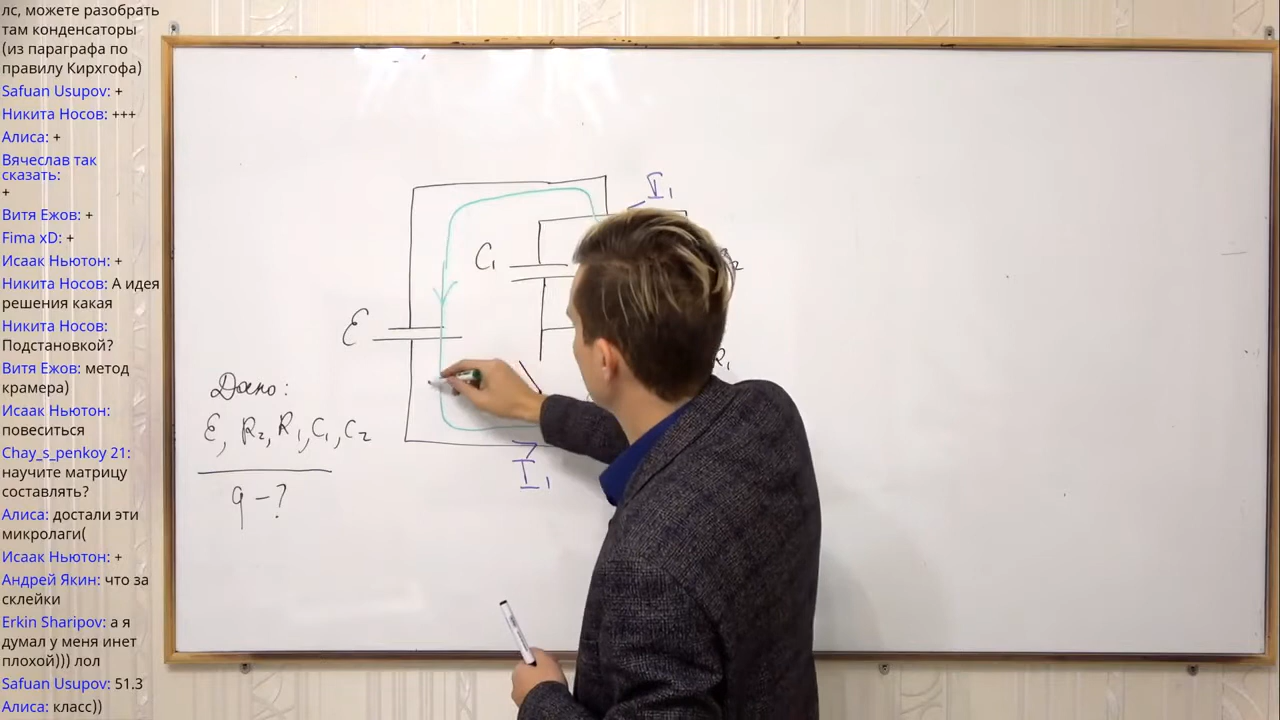 лс, можете разобрать
там конденсаторы
(из параграфа по
правилу Кирхгофа)
Safuan Usupov: +
Никита Носов: +++
Алиса: +
Вячеслав так
сказать:
+
Витя Ежов: +
Fima xD: +
Исаак Ньютон: +
Никита Носов: А идея
решения какая
Никита Носов:
Подстановкой?
Витя Ежов: метод
крамера)
Исаак Ньютон:
повеситься
Chay_s_penkoy 21:
научите матрицу
составлять?
Алиса: достали эти
микролаги(
Исаак Ньютон: +
Андрей Якин: что за
склейки
Erkin Sharipov: а я
думал у меня инет
плохой))) лол
Safuan Usupov: 51.3
Алиса: класс))
I₁
C₁
₂
ℰ
R₁
Дано:
ℰ, R₂, R₁, C₁, C₂
q - ?
I₁